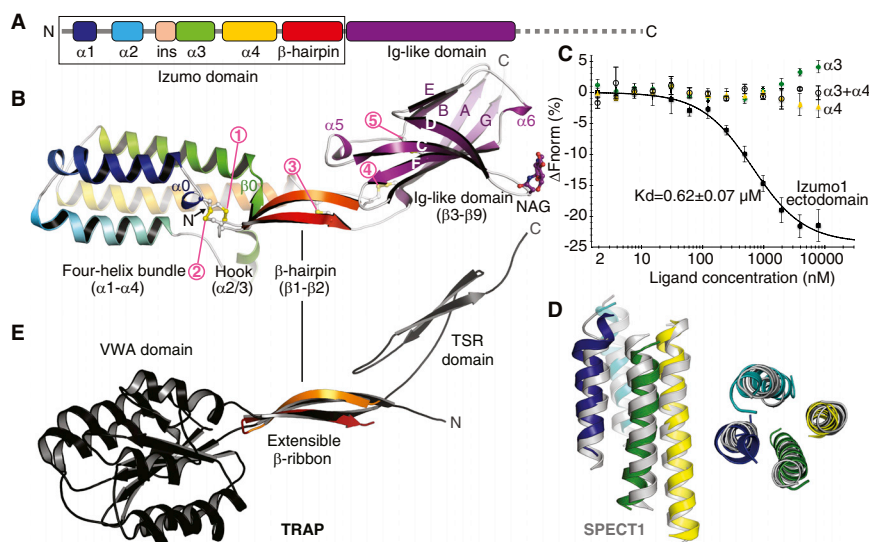 A
N
C
α1
α2
ins
α3
α4
β-hairpin
Ig-like domain
Izumo domain
B
1
α0
β0
N
2
3
4
5
α5
α6
E
B
A
G
D
C
F
C
NAG
Ig-like domain
(β3-β9)
Four-helix bundle
(α1-α4)
Hook
(α2/3)
β-hairpin
(β1-β2)
C
ΔFnorm (%)
+5
0
-5
-10
-15
-20
-25
α3
α3+α4
α4
Kd=0.62±0.07 µM
Izumo1
ectodomain
2
10
100
1000
10000
Ligand concentration (nM)
D
SPECT1
E
VWA domain
C
TSR
domain
N
Extensible
β-ribbon
TRAP